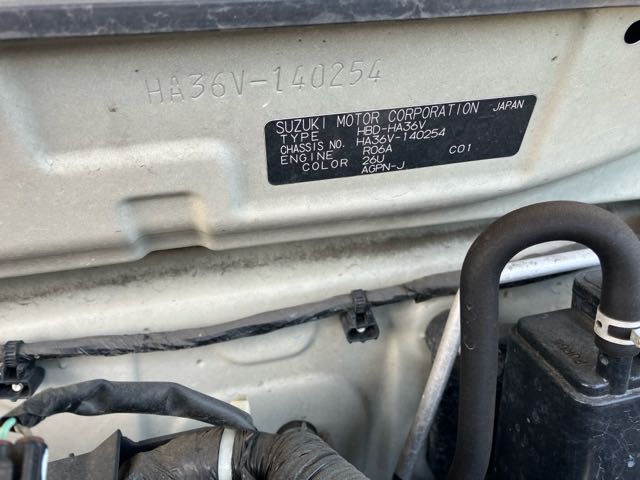 HA36V-140254
SUZUKI MOTOR CORPORATION JAPAN
TYPE HBD-HA36V
CHASSIS NO. HA36V-140254
ENGINE R06A C01
COLOR 26U
AGPN-J